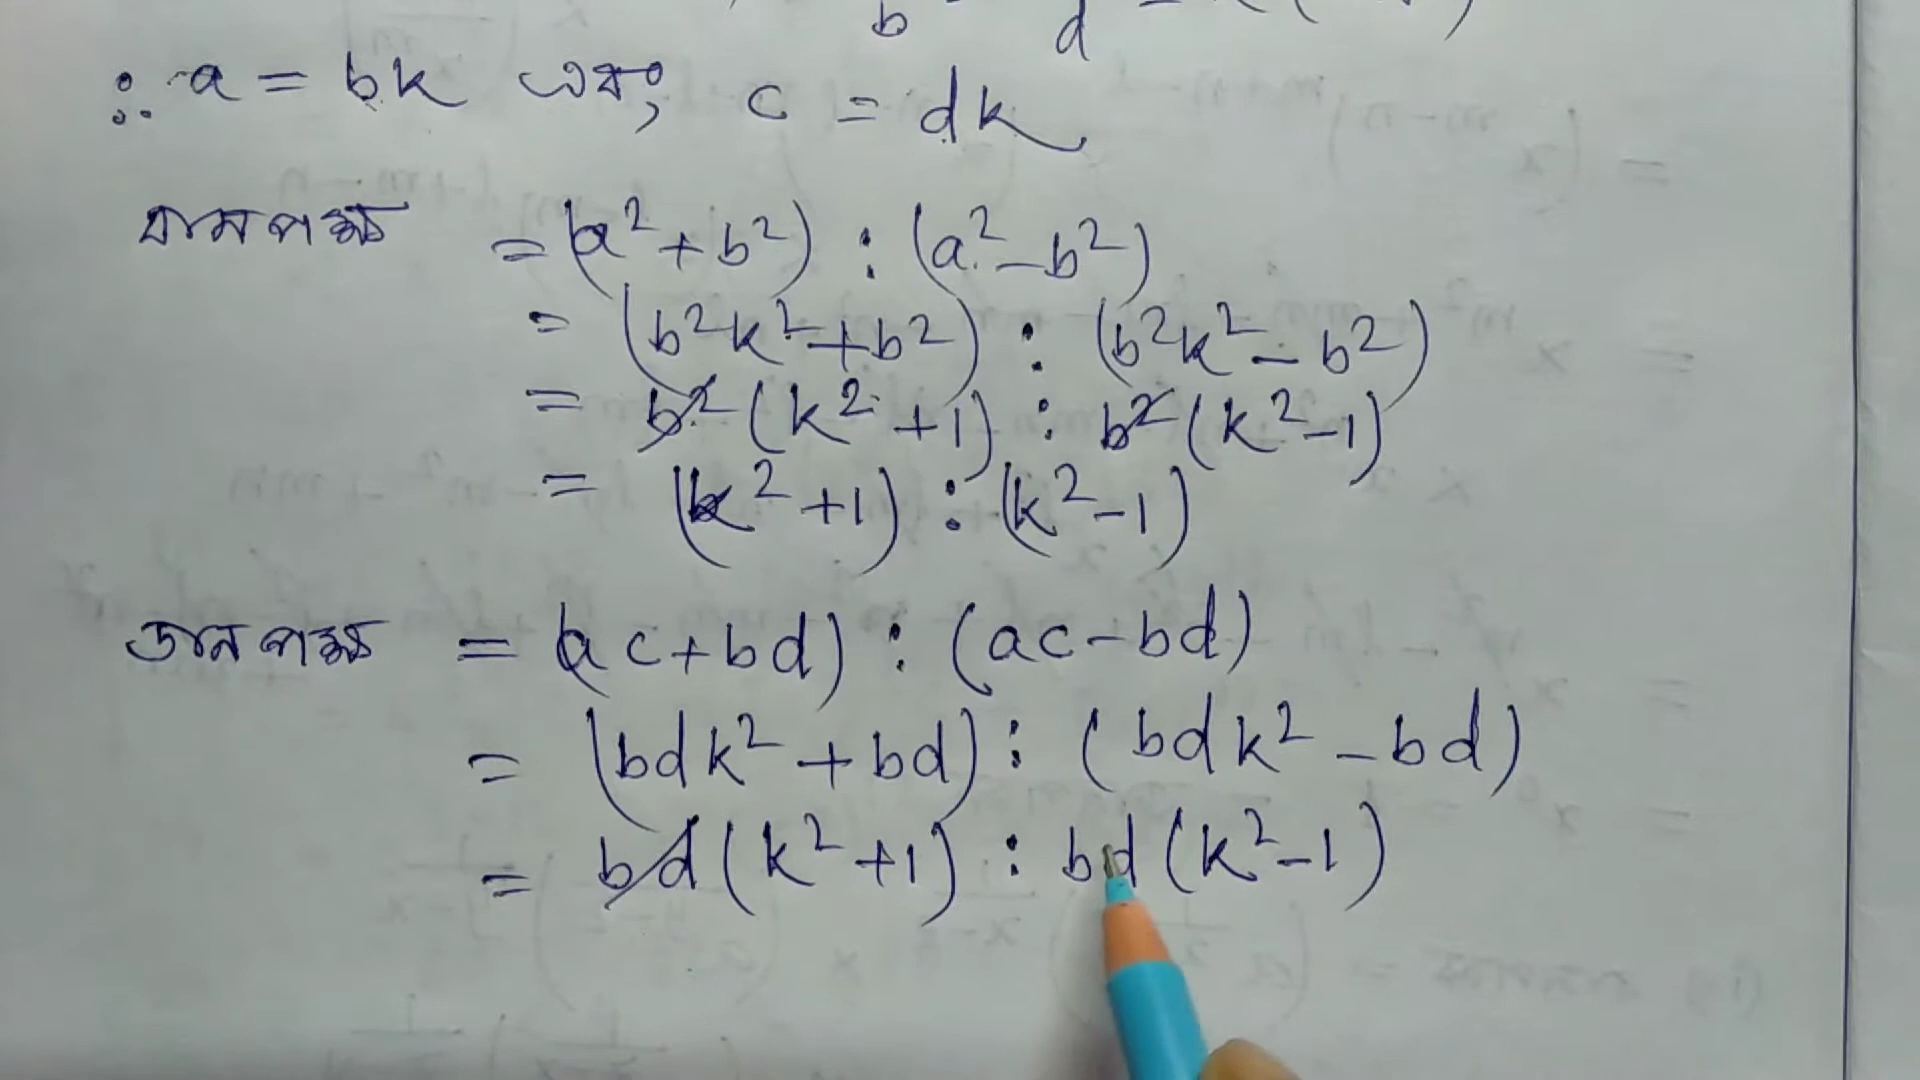 b d
∴ a = bk এবং, c = dk
বামপক্ষ = (a² + b²) : (a² - b²)
= (b²k² + b²) : (b²k² - b²)
= b² (k² + 1) : b² (k² - 1)
= (k² + 1) : (k² - 1)
ডানপক্ষ = (ac + bd) : (ac - bd)
= (bdk² + bd) : (bdk² - bd)
= bd (k² + 1) : bd (k² - 1)